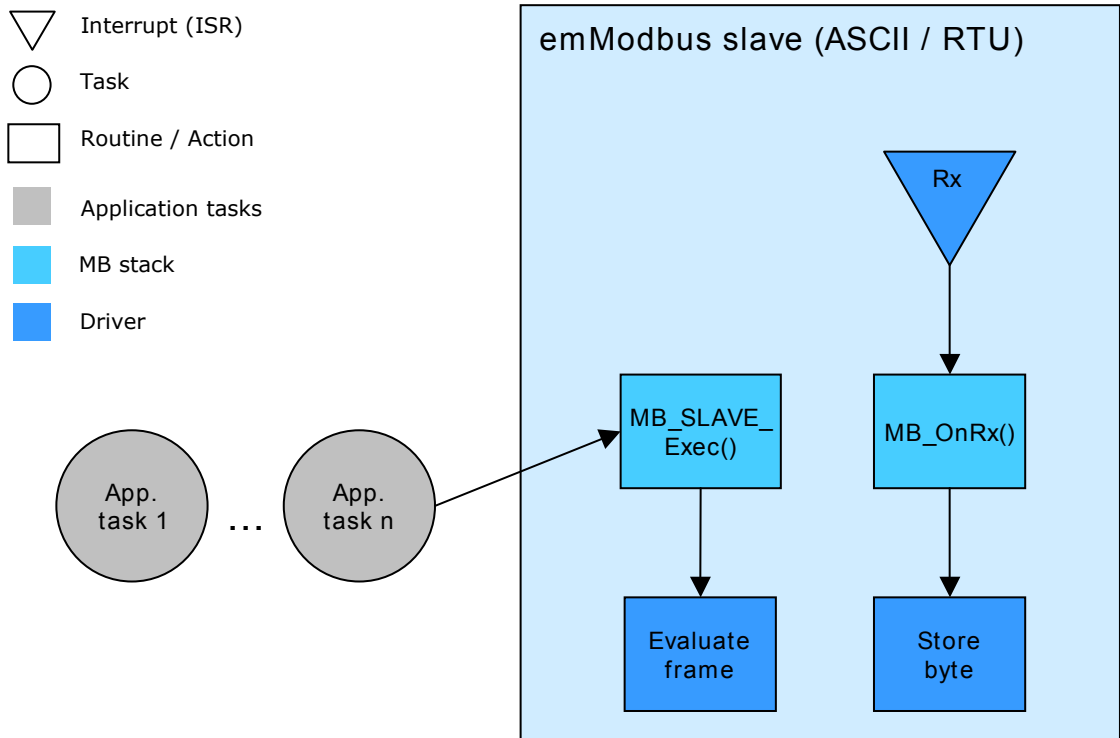 Interrupt (ISR)
Task
Routine / Action
Application tasks
MB stack
Driver
emModbus slave (ASCII / RTU)
Rx
MB_SLAVE_
Exec()
MB_OnRx()
App.
task 1
...
App.
task n
Evaluate
frame
Store
byte